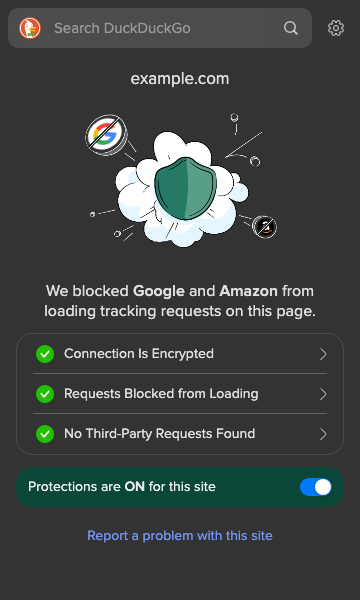 Search DuckDuckGo
example.com
We blocked Google and Amazon from
loading tracking requests on this page.
Connection Is Encrypted
Requests Blocked from Loading
No Third-Party Requests Found
Protections are ON for this site
Report a problem with this site